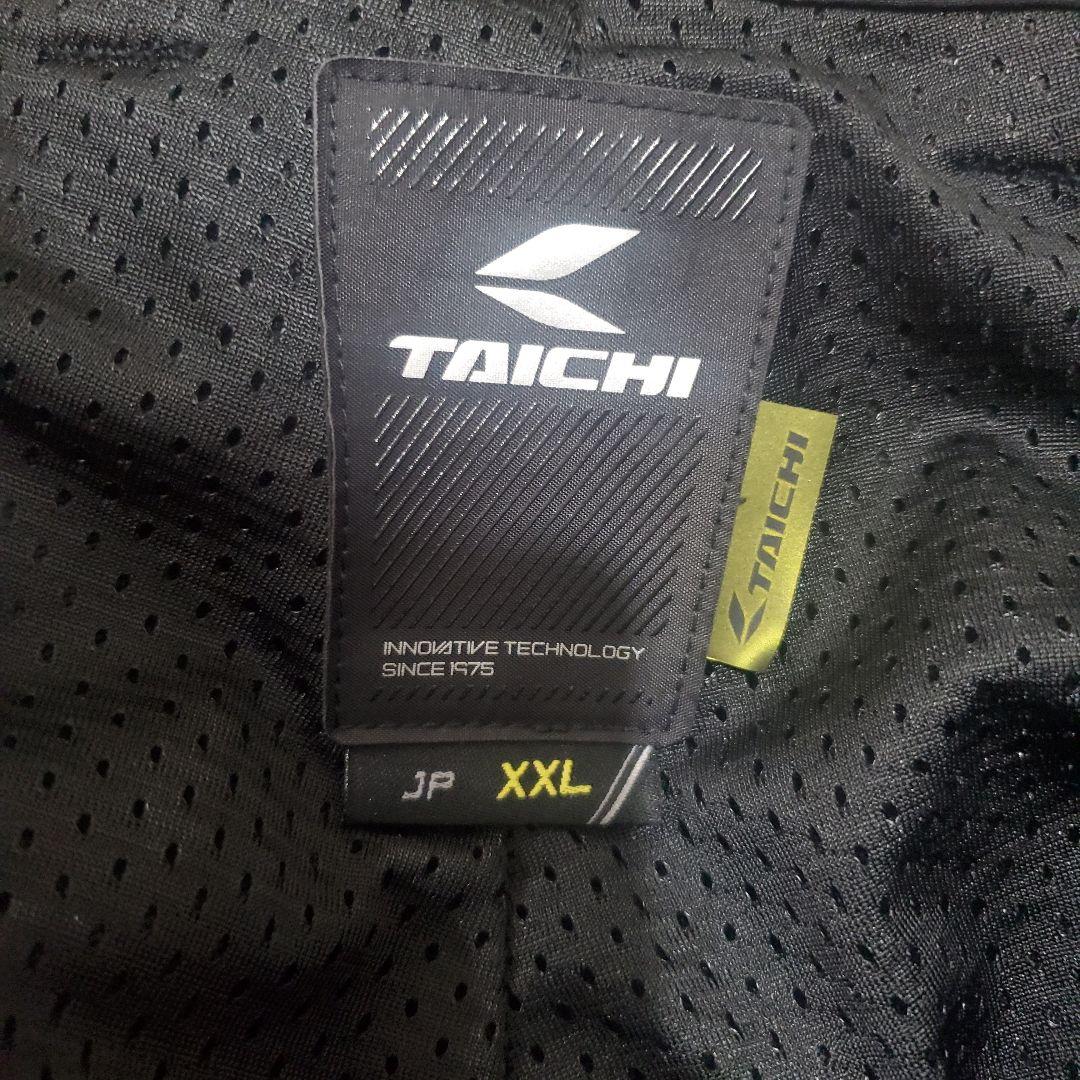 TAICHI
TAICHI
INNOVATIVE TECHNOLOGY
SINCE 1975
JP XXL